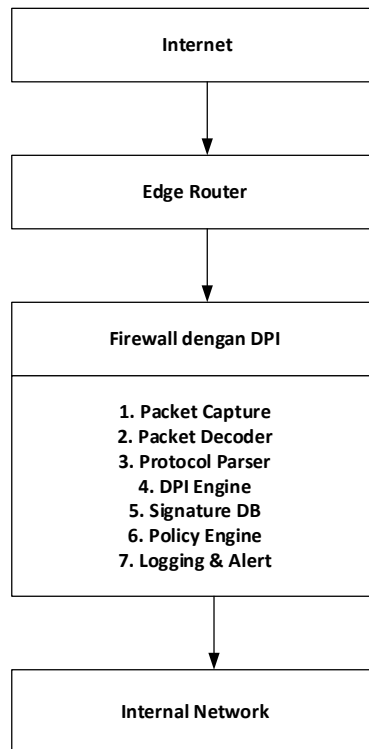 Internet
Edge Router
Firewall dengan DPI
1. Packet Capture
2. Packet Decoder
3. Protocol Parser
4. DPI Engine
5. Signature DB
6. Policy Engine
7. Logging & Alert
Internal Network